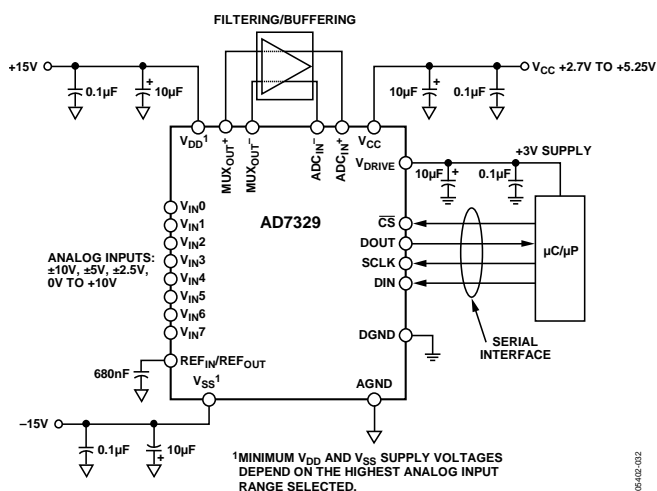 FILTERING/BUFFERING
+15V
0.1µF
+
10µF
10µF
+
0.1µF
VCC +2.7V TO +5.25V
VDD1
MUXOUT+
MUXOUT–
ADCIN–
ADCIN+
VCC
VDRIVE
+3V SUPPLY
10µF
+
0.1µF
AD7329
VIN0
VIN1
VIN2
VIN3
VIN4
VIN5
VIN6
VIN7
ANALOG INPUTS:
±10V, ±5V, ±2.5V,
0V TO +10V
CS
DOUT
SCLK
DIN
µC/µP
DGND
SERIAL
INTERFACE
REFIN/REFOUT
680nF
VSS1
AGND
–15V
0.1µF
10µF
+
1MINIMUM VDD AND VSS SUPPLY VOLTAGES
DEPEND ON THE HIGHEST ANALOG INPUT
RANGE SELECTED.
05402-032